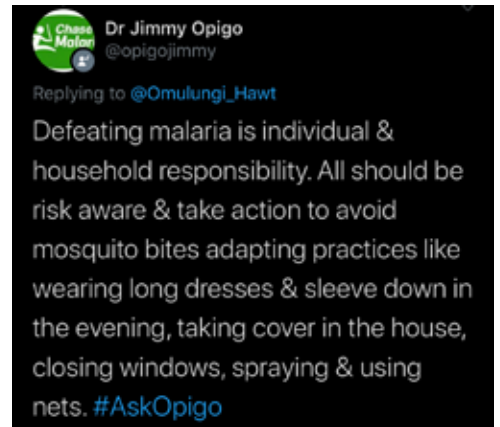 Chase
Malaria
Dr Jimmy Opigo
@opigojimmy
Replying to @Omulungi_Hawt
Defeating malaria is individual &
household responsibility. All should be
risk aware & take action to avoid
mosquito bites adapting practices like
wearing long dresses & sleeve down in
the evening, taking cover in the house,
closing windows, spraying & using
nets. #AskOpigo